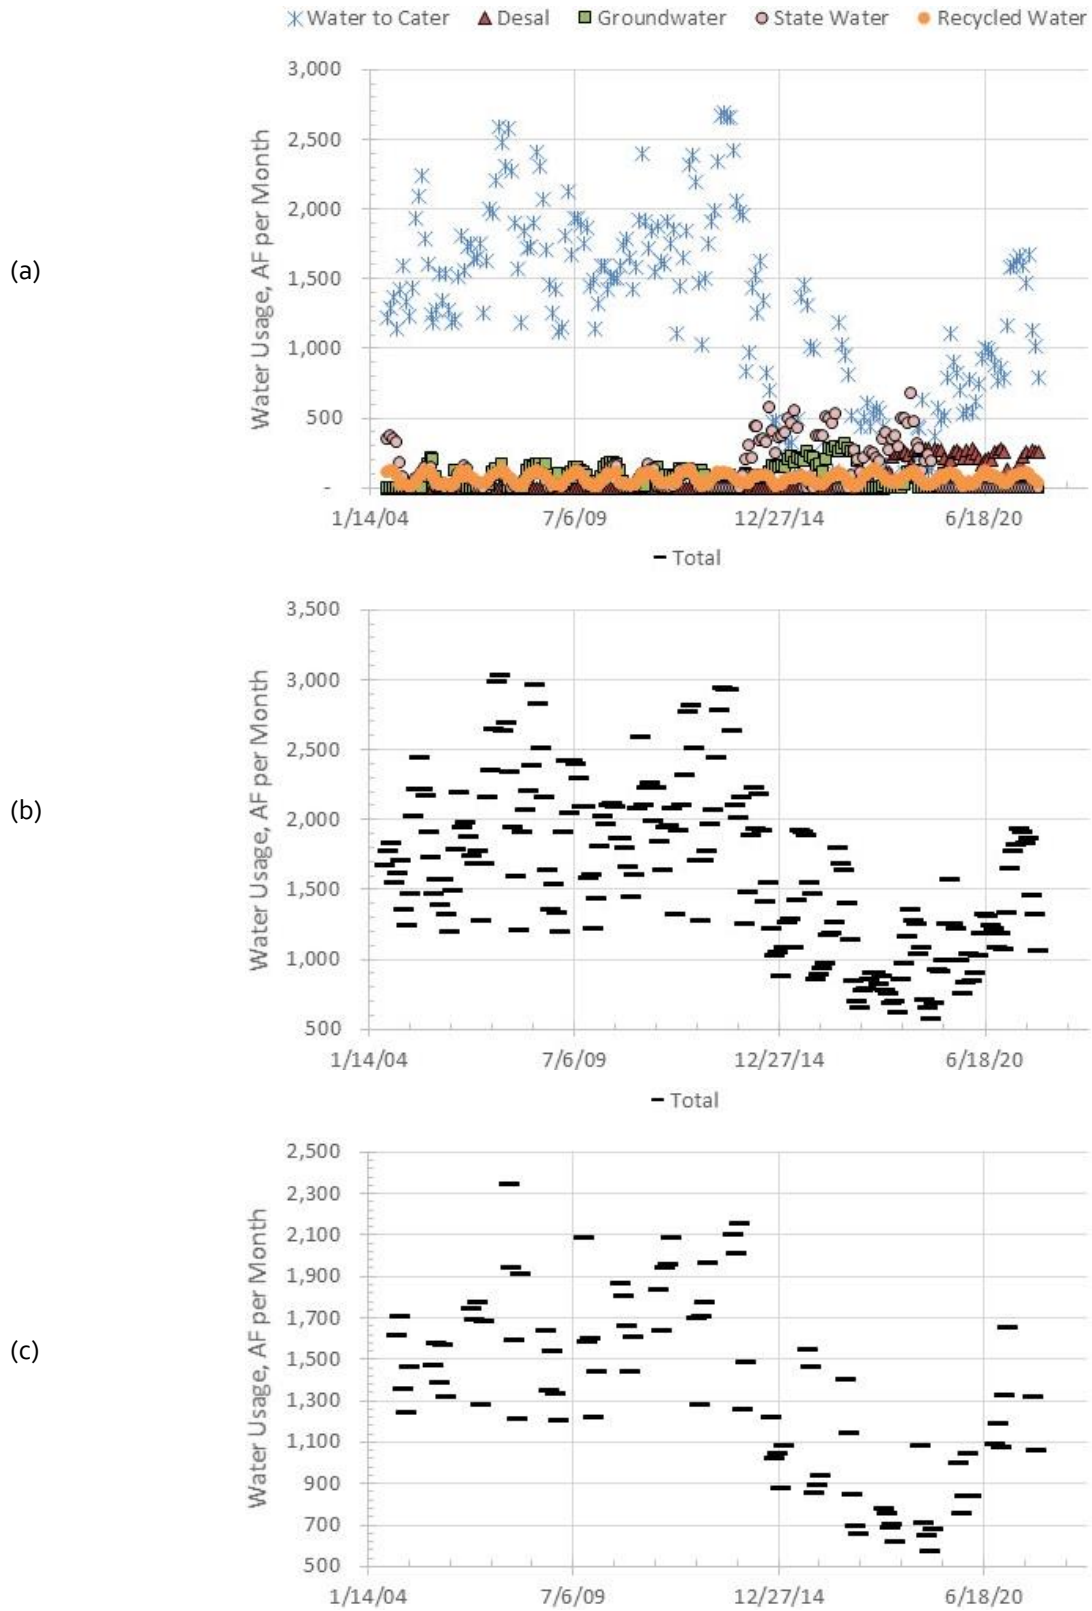 Water to Cater Desal Groundwater State Water Recycled Water
(a)
Water Usage, AF per Month
3,000
2,500
2,000
1,500
1,000
500
-
1/14/04 7/6/09 12/27/14 6/18/20
Total
(b)
Water Usage, AF per Month
3,500
3,000
2,500
2,000
1,500
1,000
500
1/14/04 7/6/09 12/27/14 6/18/20
Total
(c)
Water Usage, AF per Month
2,500
2,300
2,100
1,900
1,700
1,500
1,300
1,100
900
700
500
1/14/04 7/6/09 12/27/14 6/18/20